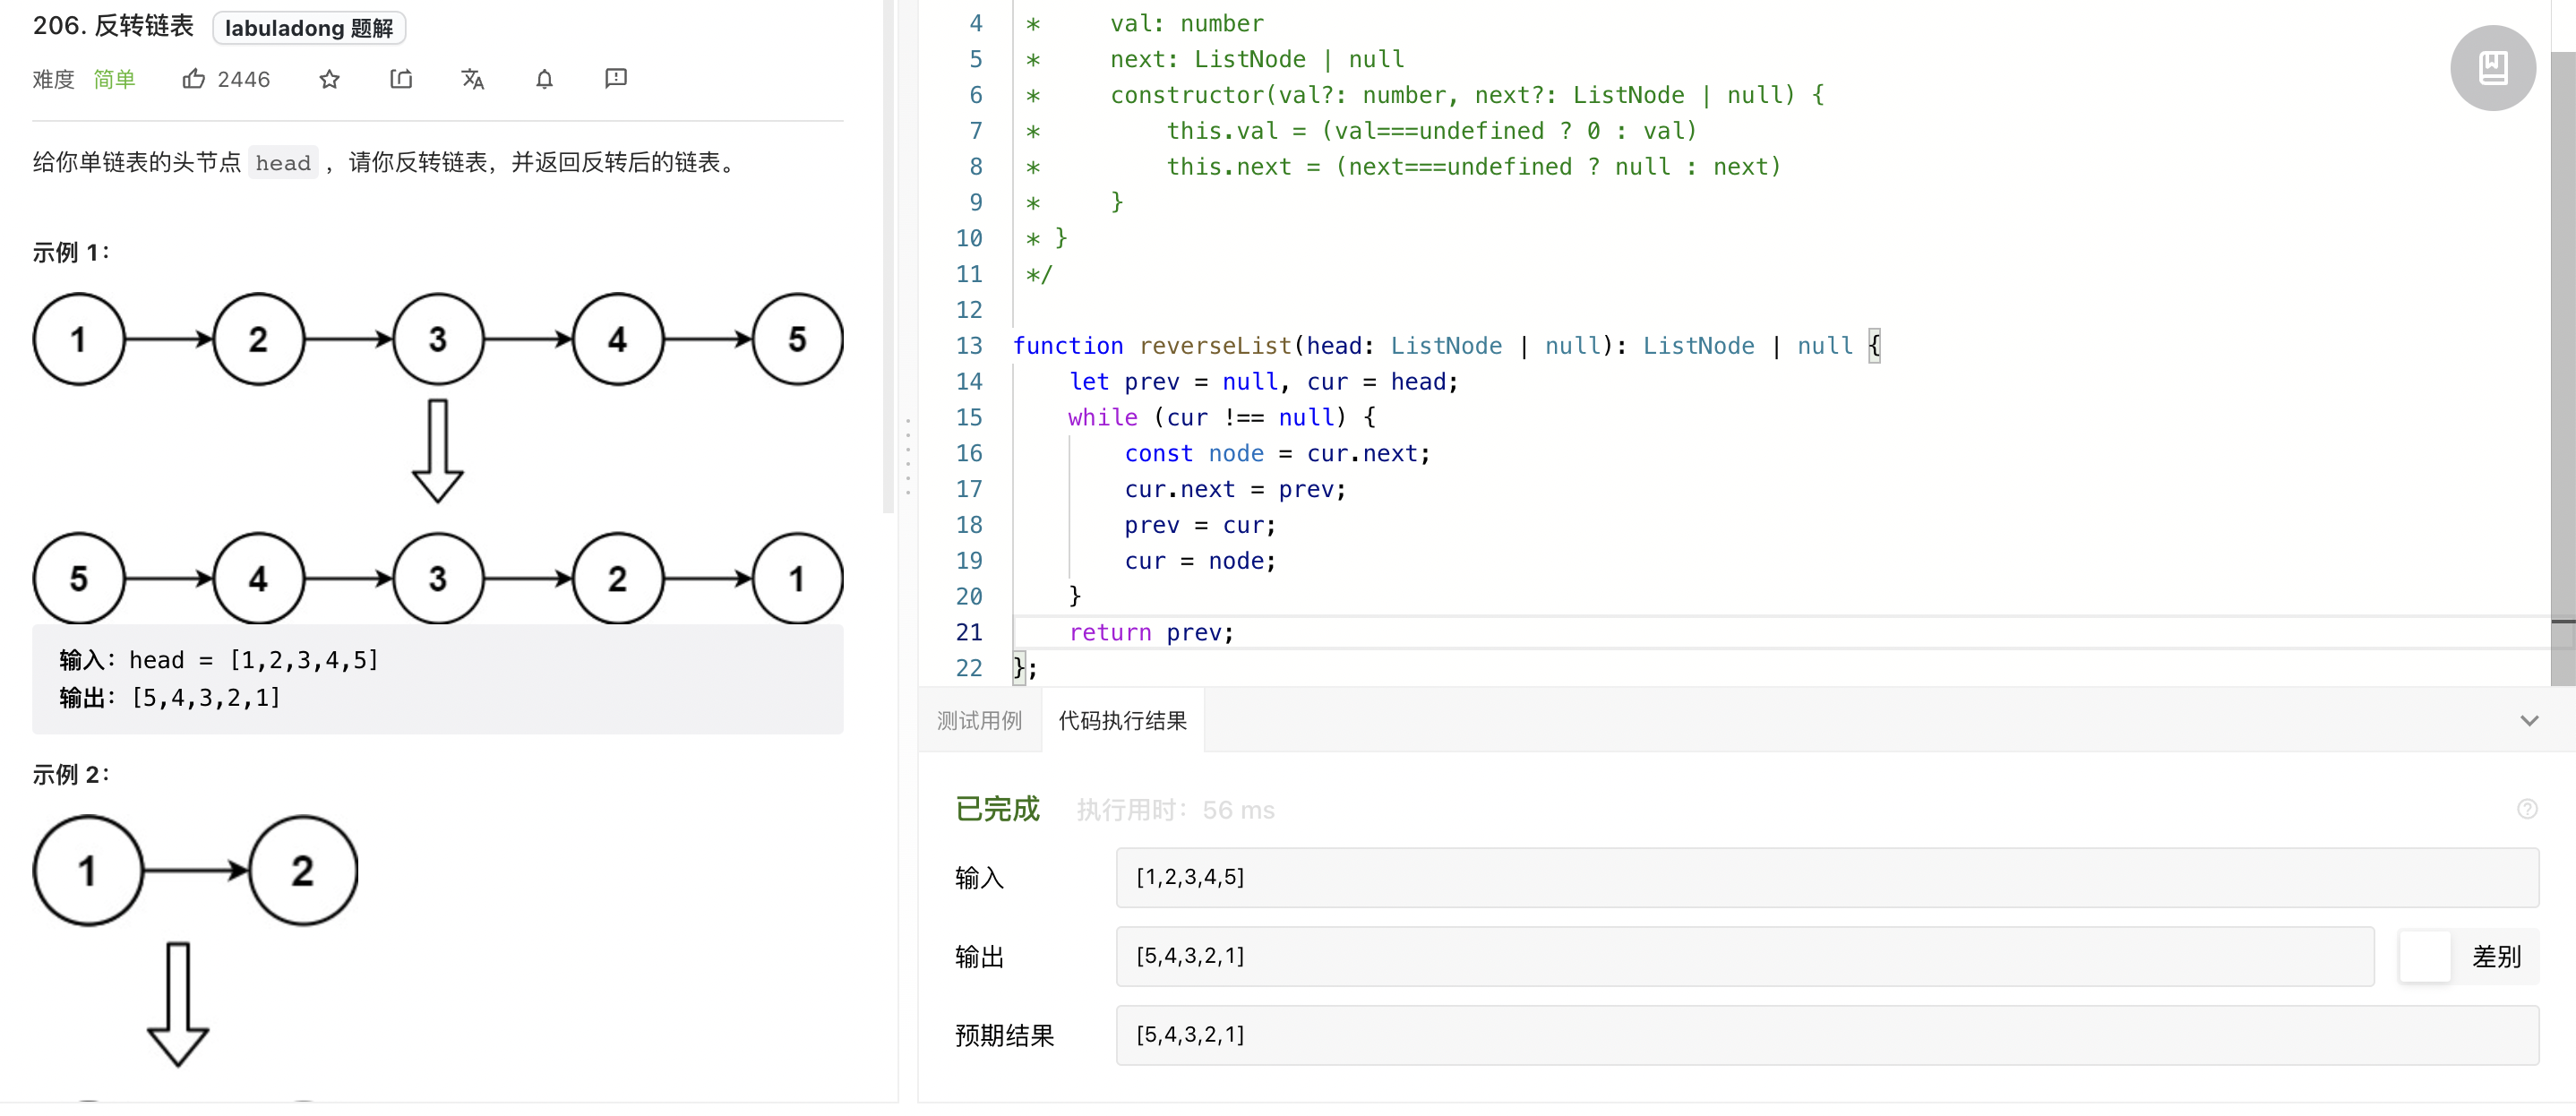 206. 反转链表 labuladong 题解
难度 简单 2446
给你单链表的头节点 head ，请你反转链表，并返回反转后的链表。
示例 1：
1 2 3 4 5
5 4 3 2 1
输入：head = [1,2,3,4,5]
输出：[5,4,3,2,1]
示例 2：
1 2
4 * val: number
5 * next: ListNode | null
6 * constructor(val?: number, next?: ListNode | null) {
7 * this.val = (val===undefined ? 0 : val)
8 * this.next = (next===undefined ? null : next)
9 * }
10 * }
11 */
12
13 function reverseList(head: ListNode | null): ListNode | null {
14 let prev = null, cur = head;
15 while (cur !== null) {
16 const node = cur.next;
17 cur.next = prev;
18 prev = cur;
19 cur = node;
20 }
21 return prev;
22 };
测试用例 代码执行结果
已完成 执行用时：56 ms
输入 [1,2,3,4,5]
输出 [5,4,3,2,1] 差别
预期结果 [5,4,3,2,1]